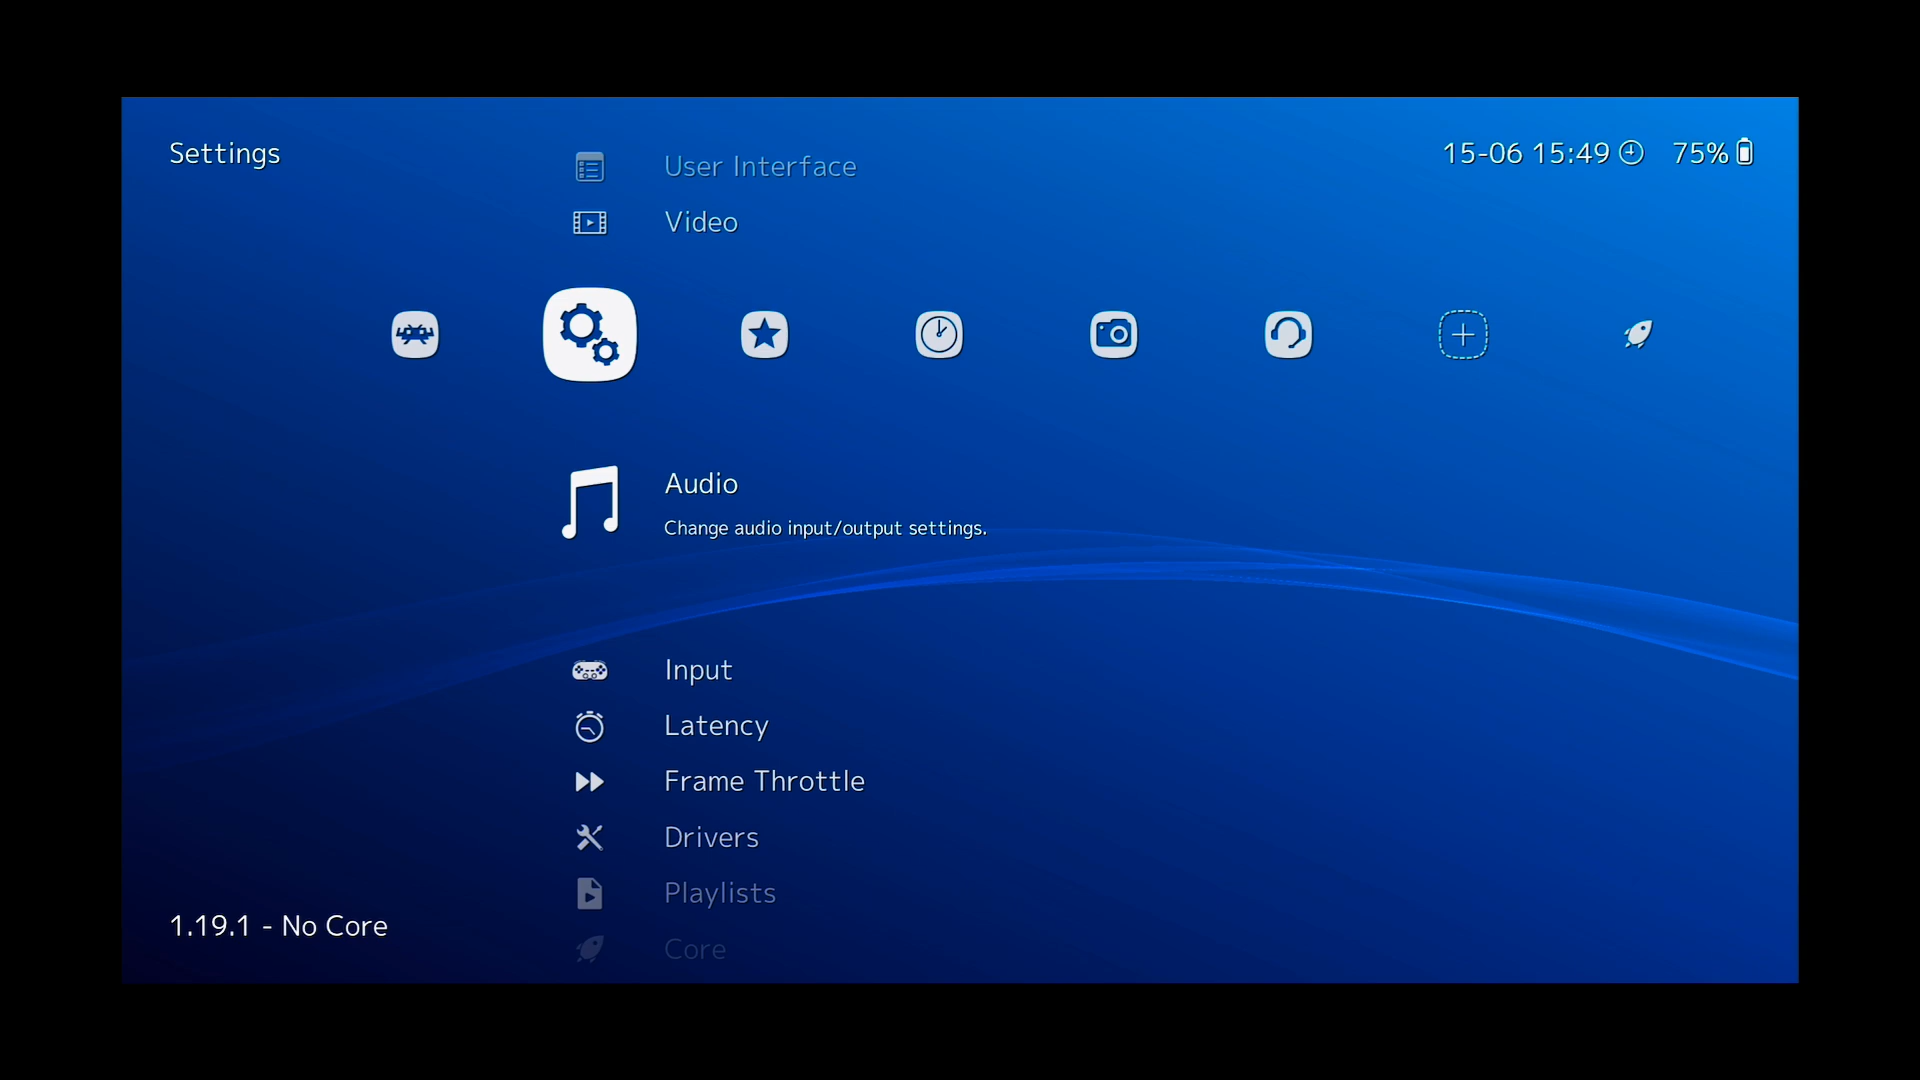 Settings
User Interface
15-06 15:49
75%
Video
Audio
Change audio input/output settings.
Input
Latency
Frame Throttle
Drivers
Playlists
1.19.1 - No Core
Core